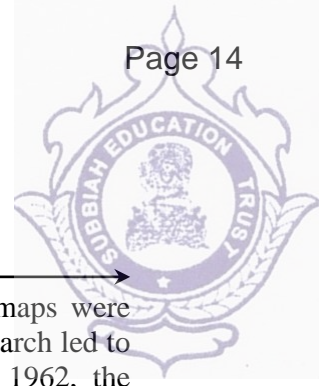 Page 14
SUBBIAH EDUCATION TRUST
maps were
arch led to
1962, the